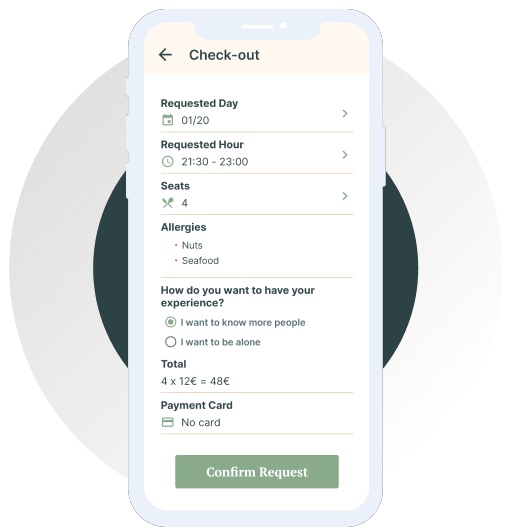 Check-out
Requested Day
01/20
Requested Hour
21:30 - 23:00
Seats
4
Allergies
• Nuts
• Seafood
How do you want to have your
experience?
I want to know more people
I want to be alone
Total
4 x 12€ = 48€
Payment Card
No card
Confirm Request